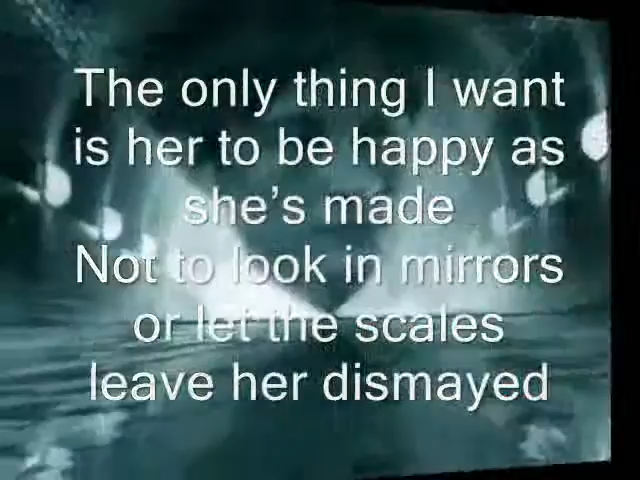 The only thing I want
is her to be happy as
she's made
Not to look in mirrors
or let the scales
leave her dismayed